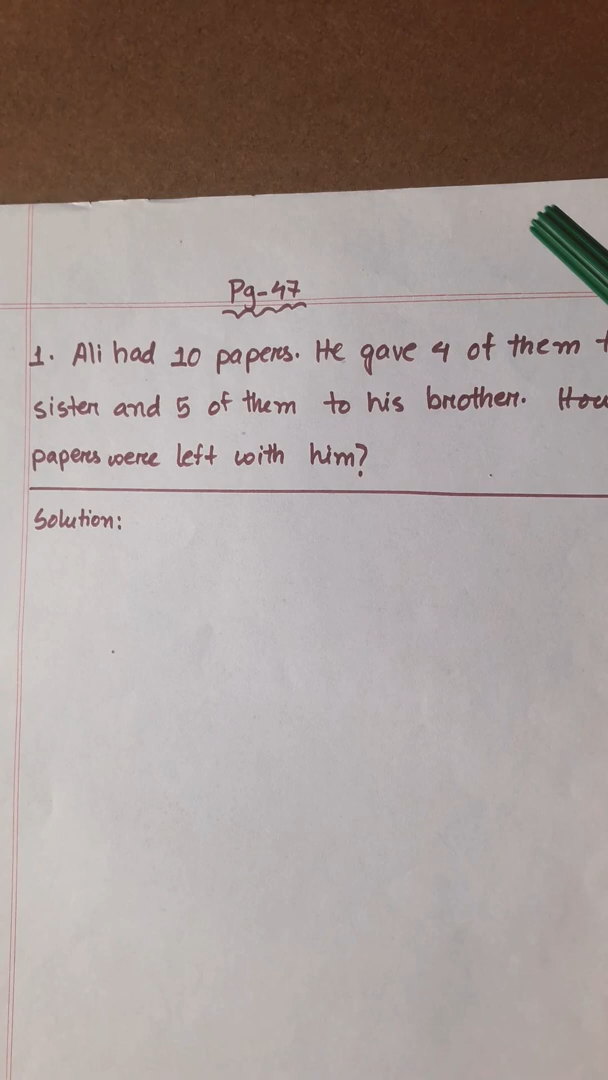 Pg-47
1. Ali had 10 papers. He gave 4 of them
sister and 5 of them to his brother.
papers were left with him?
Solution: